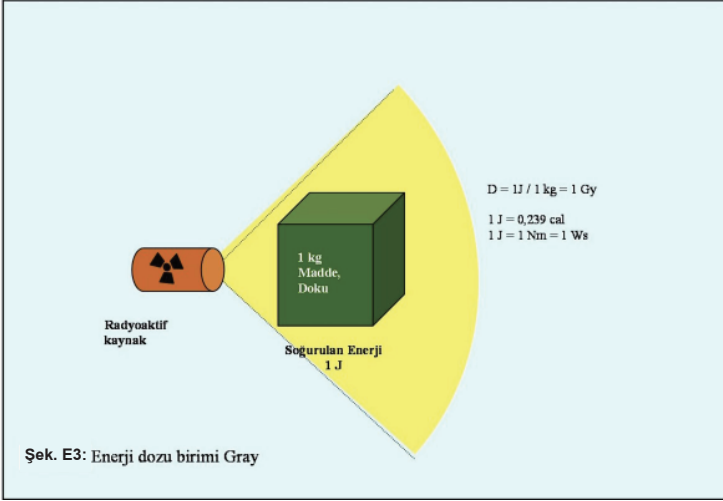 D = 1J / 1 kg = 1 Gy
1 J = 0,239 cal
1 J = 1 Nm = 1 Ws
1 kg
Madde,
Doku
Radyoaktif
kaynak
Soğurulan Enerji
1 J
Şek. E3: Enerji dozu birimi Gray